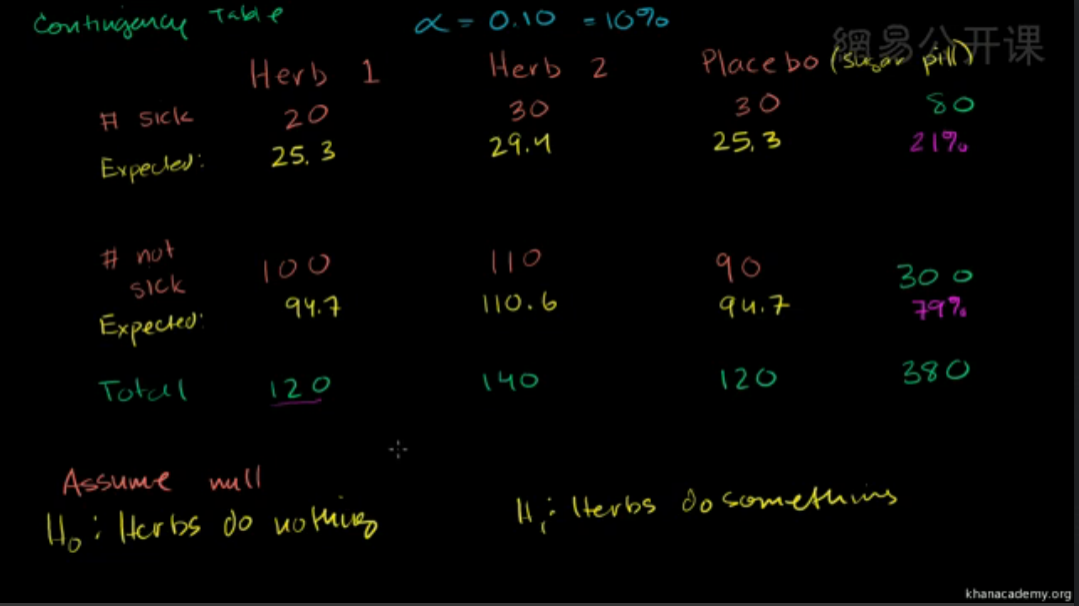 Contingency Table α = 0.10 = 10%
網易公开课
Herb 1 Herb 2 Placebo (sugar pill)
# sick 20 30 30 80
Expected: 25.3 29.4 25.3 21%
# not
sick 100 110 90 300
Expected: 94.7 110.6 94.7 79%
Total 120 140 120 380
Assume null
H₀: Herbs do nothing H₁: Herbs do something
khanacademy.org